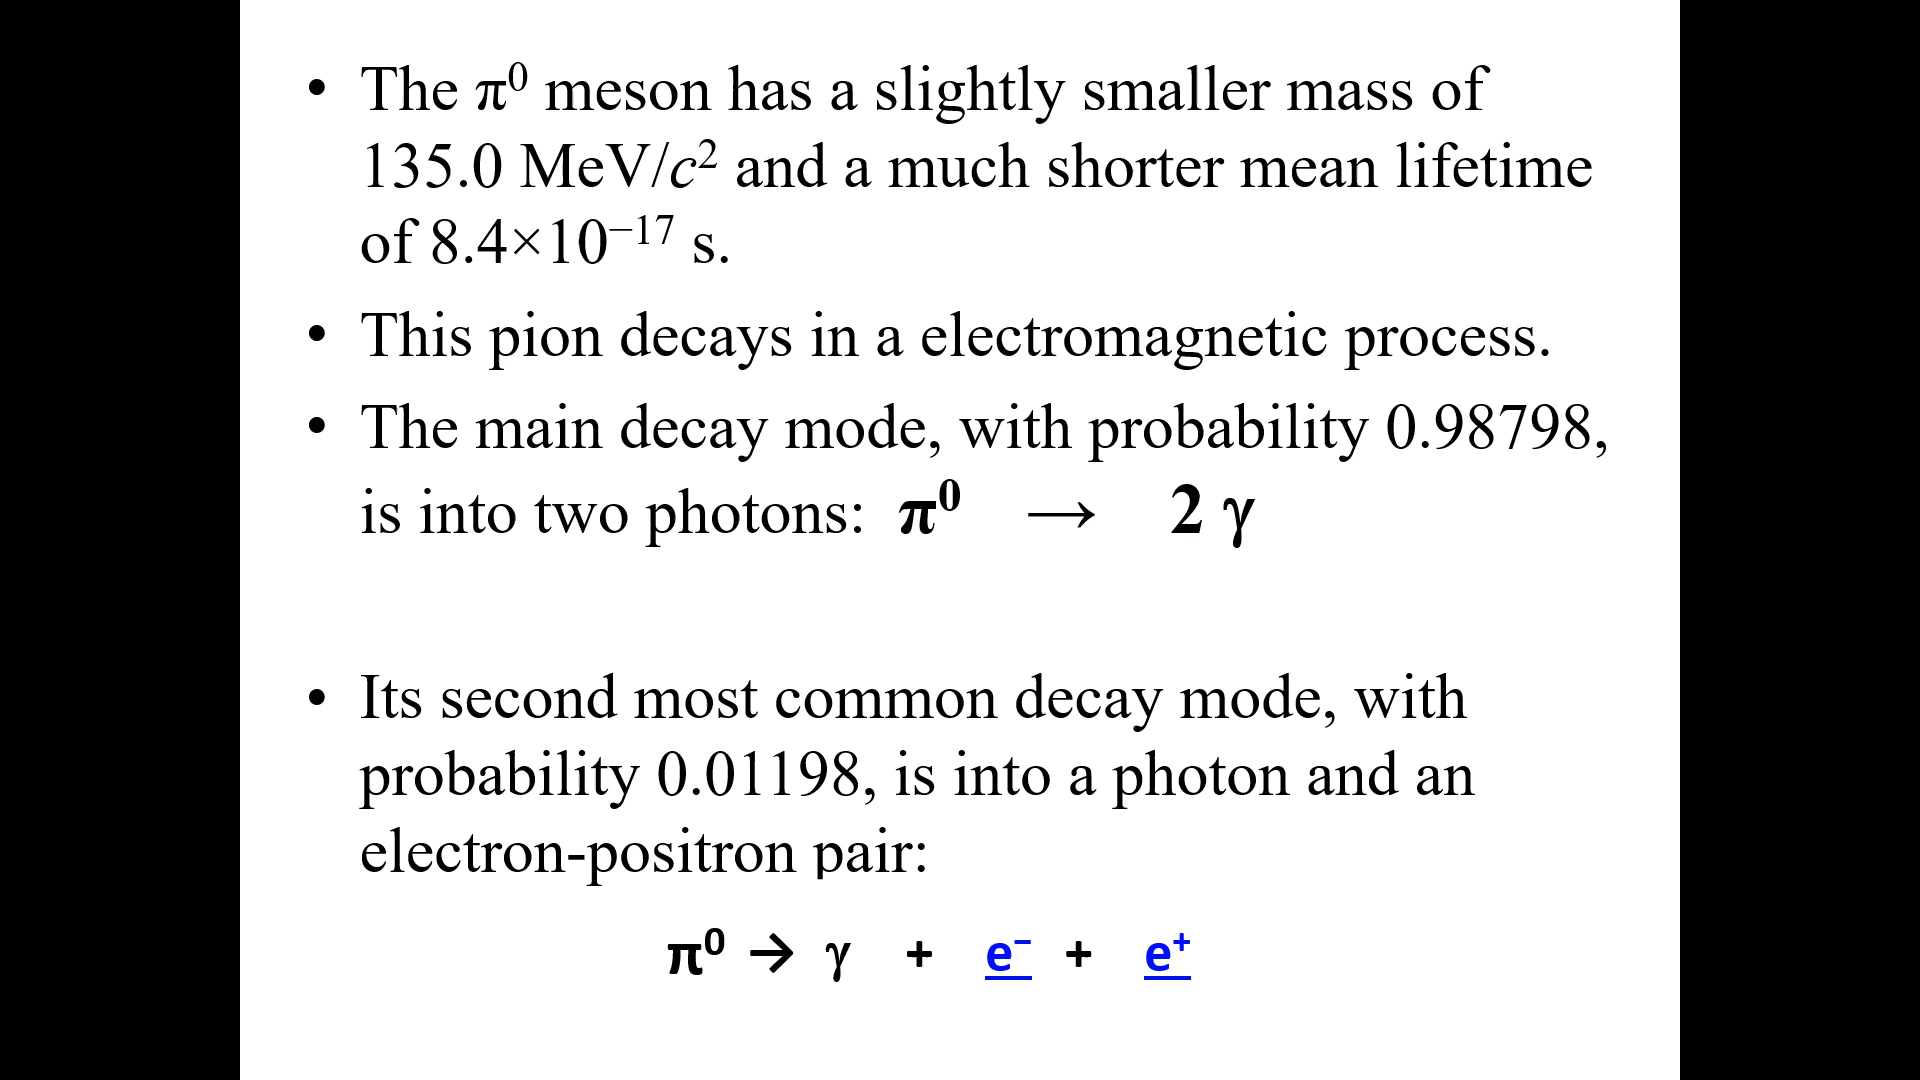 • The π⁰ meson has a slightly smaller mass of
135.0 MeV/c² and a much shorter mean lifetime
of 8.4×10⁻¹⁷ s.
• This pion decays in a electromagnetic process.
• The main decay mode, with probability 0.98798,
is into two photons: π⁰ → 2 γ
• Its second most common decay mode, with
probability 0.01198, is into a photon and an
electron-positron pair:
π⁰ → γ + e⁻ + e⁺